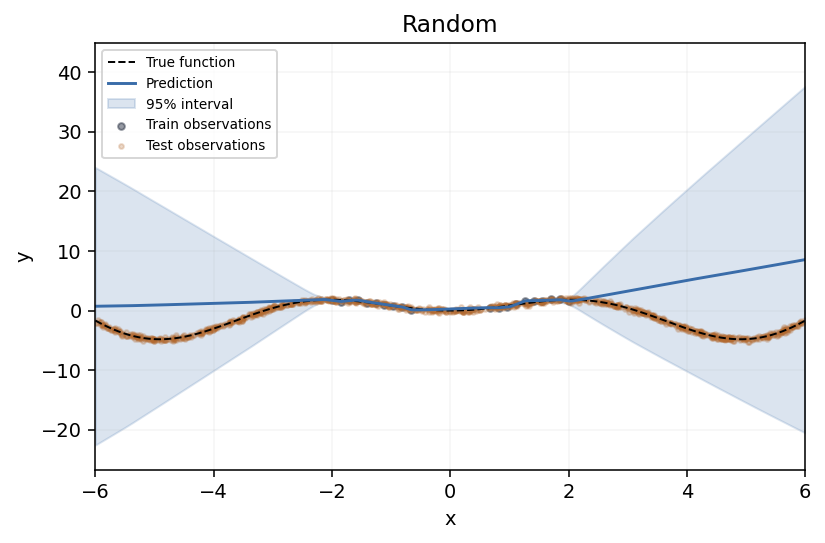 Random
True function
Prediction
95% interval
Train observations
Test observations
y
40
30
20
10
0
−10
−20
−6
−4
−2
0
2
4
6
x